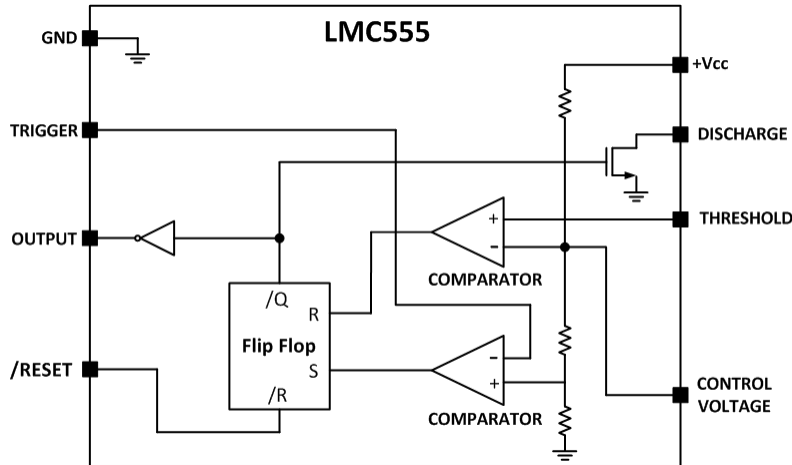 LMC555
GND
+Vcc
TRIGGER
DISCHARGE
+
THRESHOLD
OUTPUT
-
COMPARATOR
/Q
R
Flip Flop
-
/RESET
S
+
/R
CONTROL
VOLTAGE
COMPARATOR